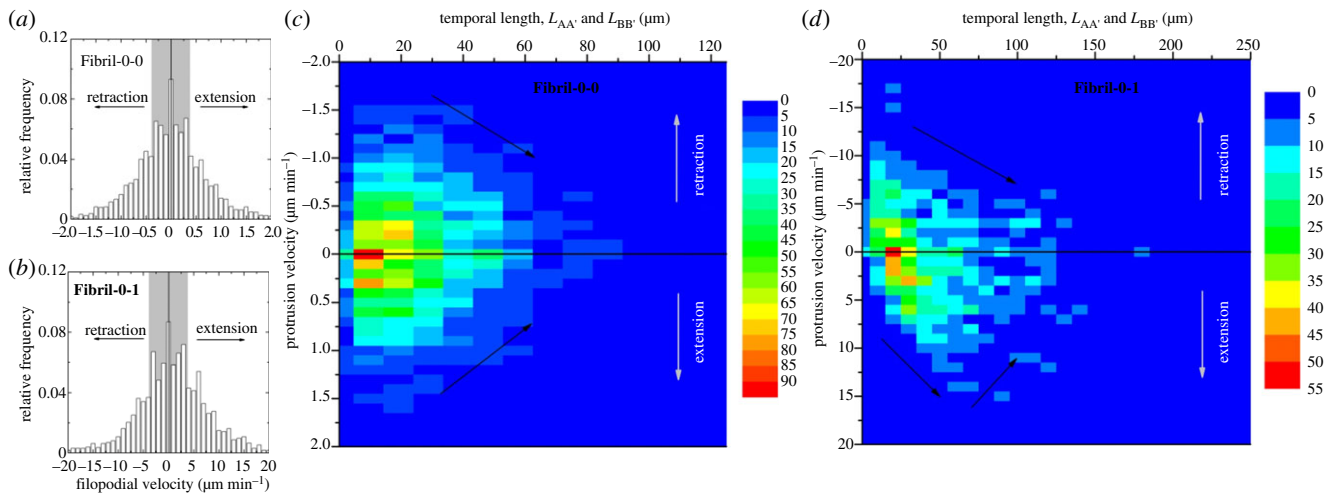 (a)
0.12
Fibril-0-0
retraction extension
0.08
0.04
0
relative frequency
–2.0 –1.5 –1.0 –0.5 0 0.5 1.0 1.5 2.0
(b)
0.12
Fibril-0-1
retraction extension
0.08
0.04
0
relative frequency
–20 –15 –10 –5 0 5 10 15 20
filopodial velocity (µm min–1)
(c)
temporal length, LAA' and LBB' (µm)
0 20 40 60 80 100 120
–2.0
–1.5
–1.0
–0.5
0
0.5
1.0
1.5
2.0
protrusion velocity (µm min–1)
Fibril-0-0
retraction
extension
0
5
10
15
20
25
30
35
40
45
50
55
60
65
70
75
80
85
90
(d)
temporal length, LAA' and LBB' (µm)
0 50 100 150 200 250
–20
–15
–10
–5
0
5
10
15
20
protrusion velocity (µm min–1)
Fibril-0-1
retraction
extension
0
5
10
15
20
25
30
35
40
45
50
55